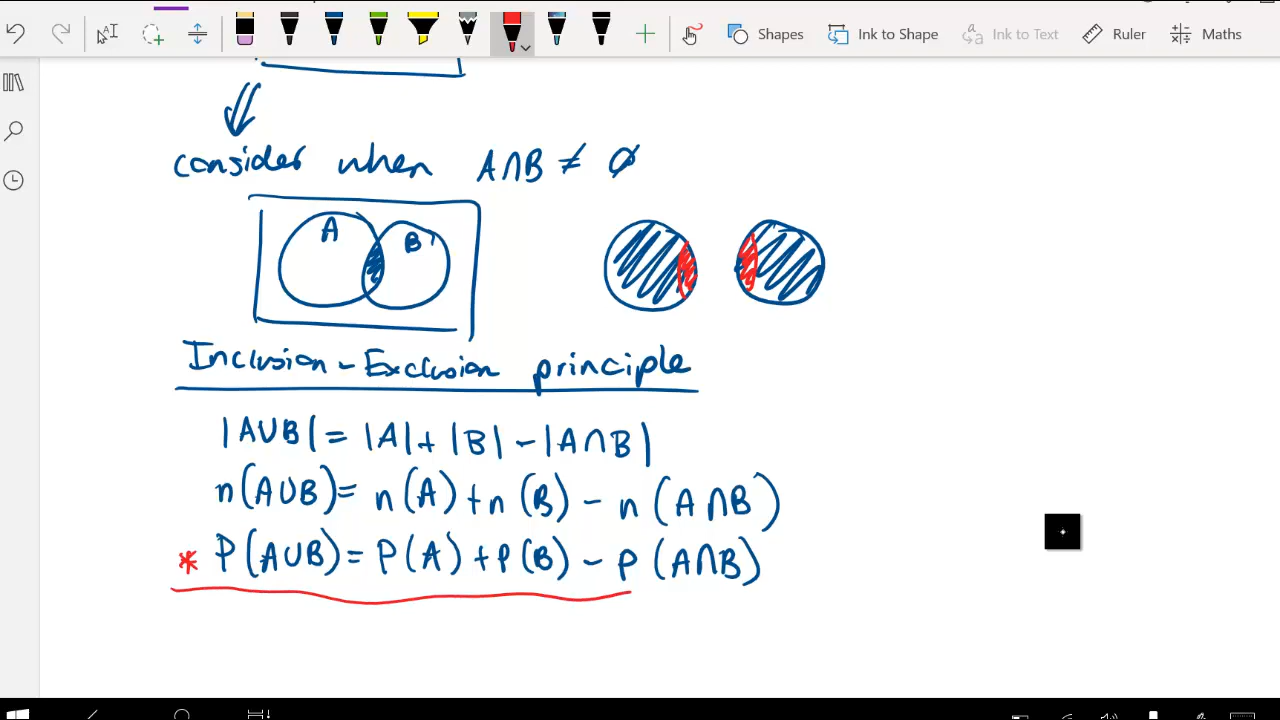 Shapes
Ink to Shape
Ink to Text
Ruler
Maths
consider when A∩B ≠ ∅
A
B
Inclusion - Exclusion principle
|A∪B| = |A| + |B| - |A∩B|
n(A∪B) = n(A) + n(B) - n(A∩B)
* P(A∪B) = P(A) + P(B) - P(A∩B)